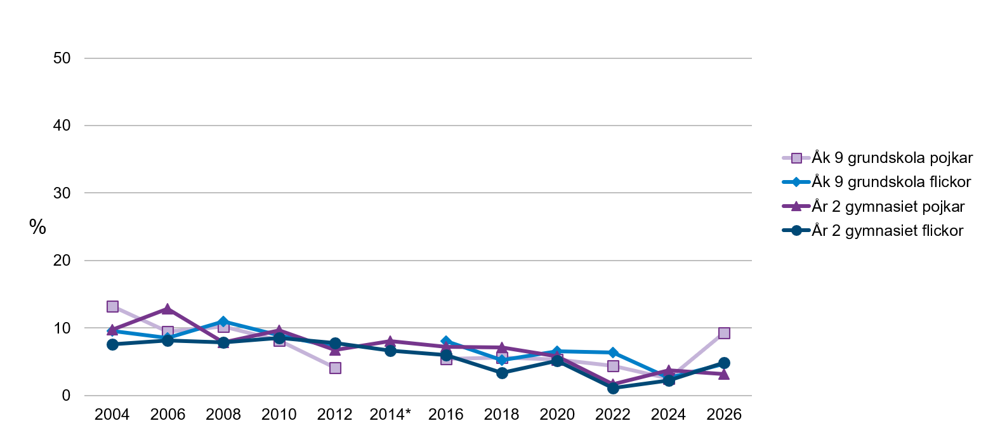 50
40
30
%
20
10
0
2004 2006 2008 2010 2012 2014* 2016 2018 2020 2022 2024 2026
Åk 9 grundskola pojkar
Åk 9 grundskola flickor
År 2 gymnasiet pojkar
År 2 gymnasiet flickor